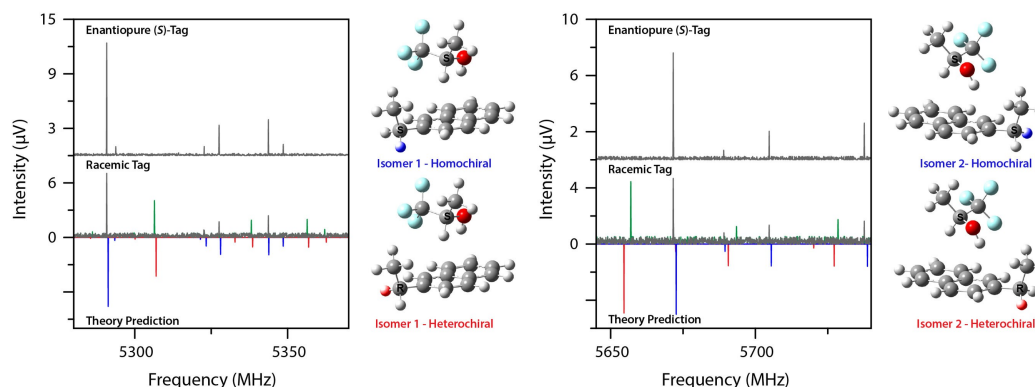 15
Enantiopure (S)-Tag
9
3
Racemic Tag
6
0
Theory Prediction
5300
5350
Intensity (µV)
Frequency (MHz)
S
S
Isomer 1 - Homochiral
S
R
Isomer 1 - Heterochiral
10
Enantiopure (S)-Tag
6
2
Racemic Tag
4
0
Theory Prediction
5650
5700
Intensity (µV)
Frequency (MHz)
S
S
Isomer 2- Homochiral
S
R
Isomer 2 - Heterochiral